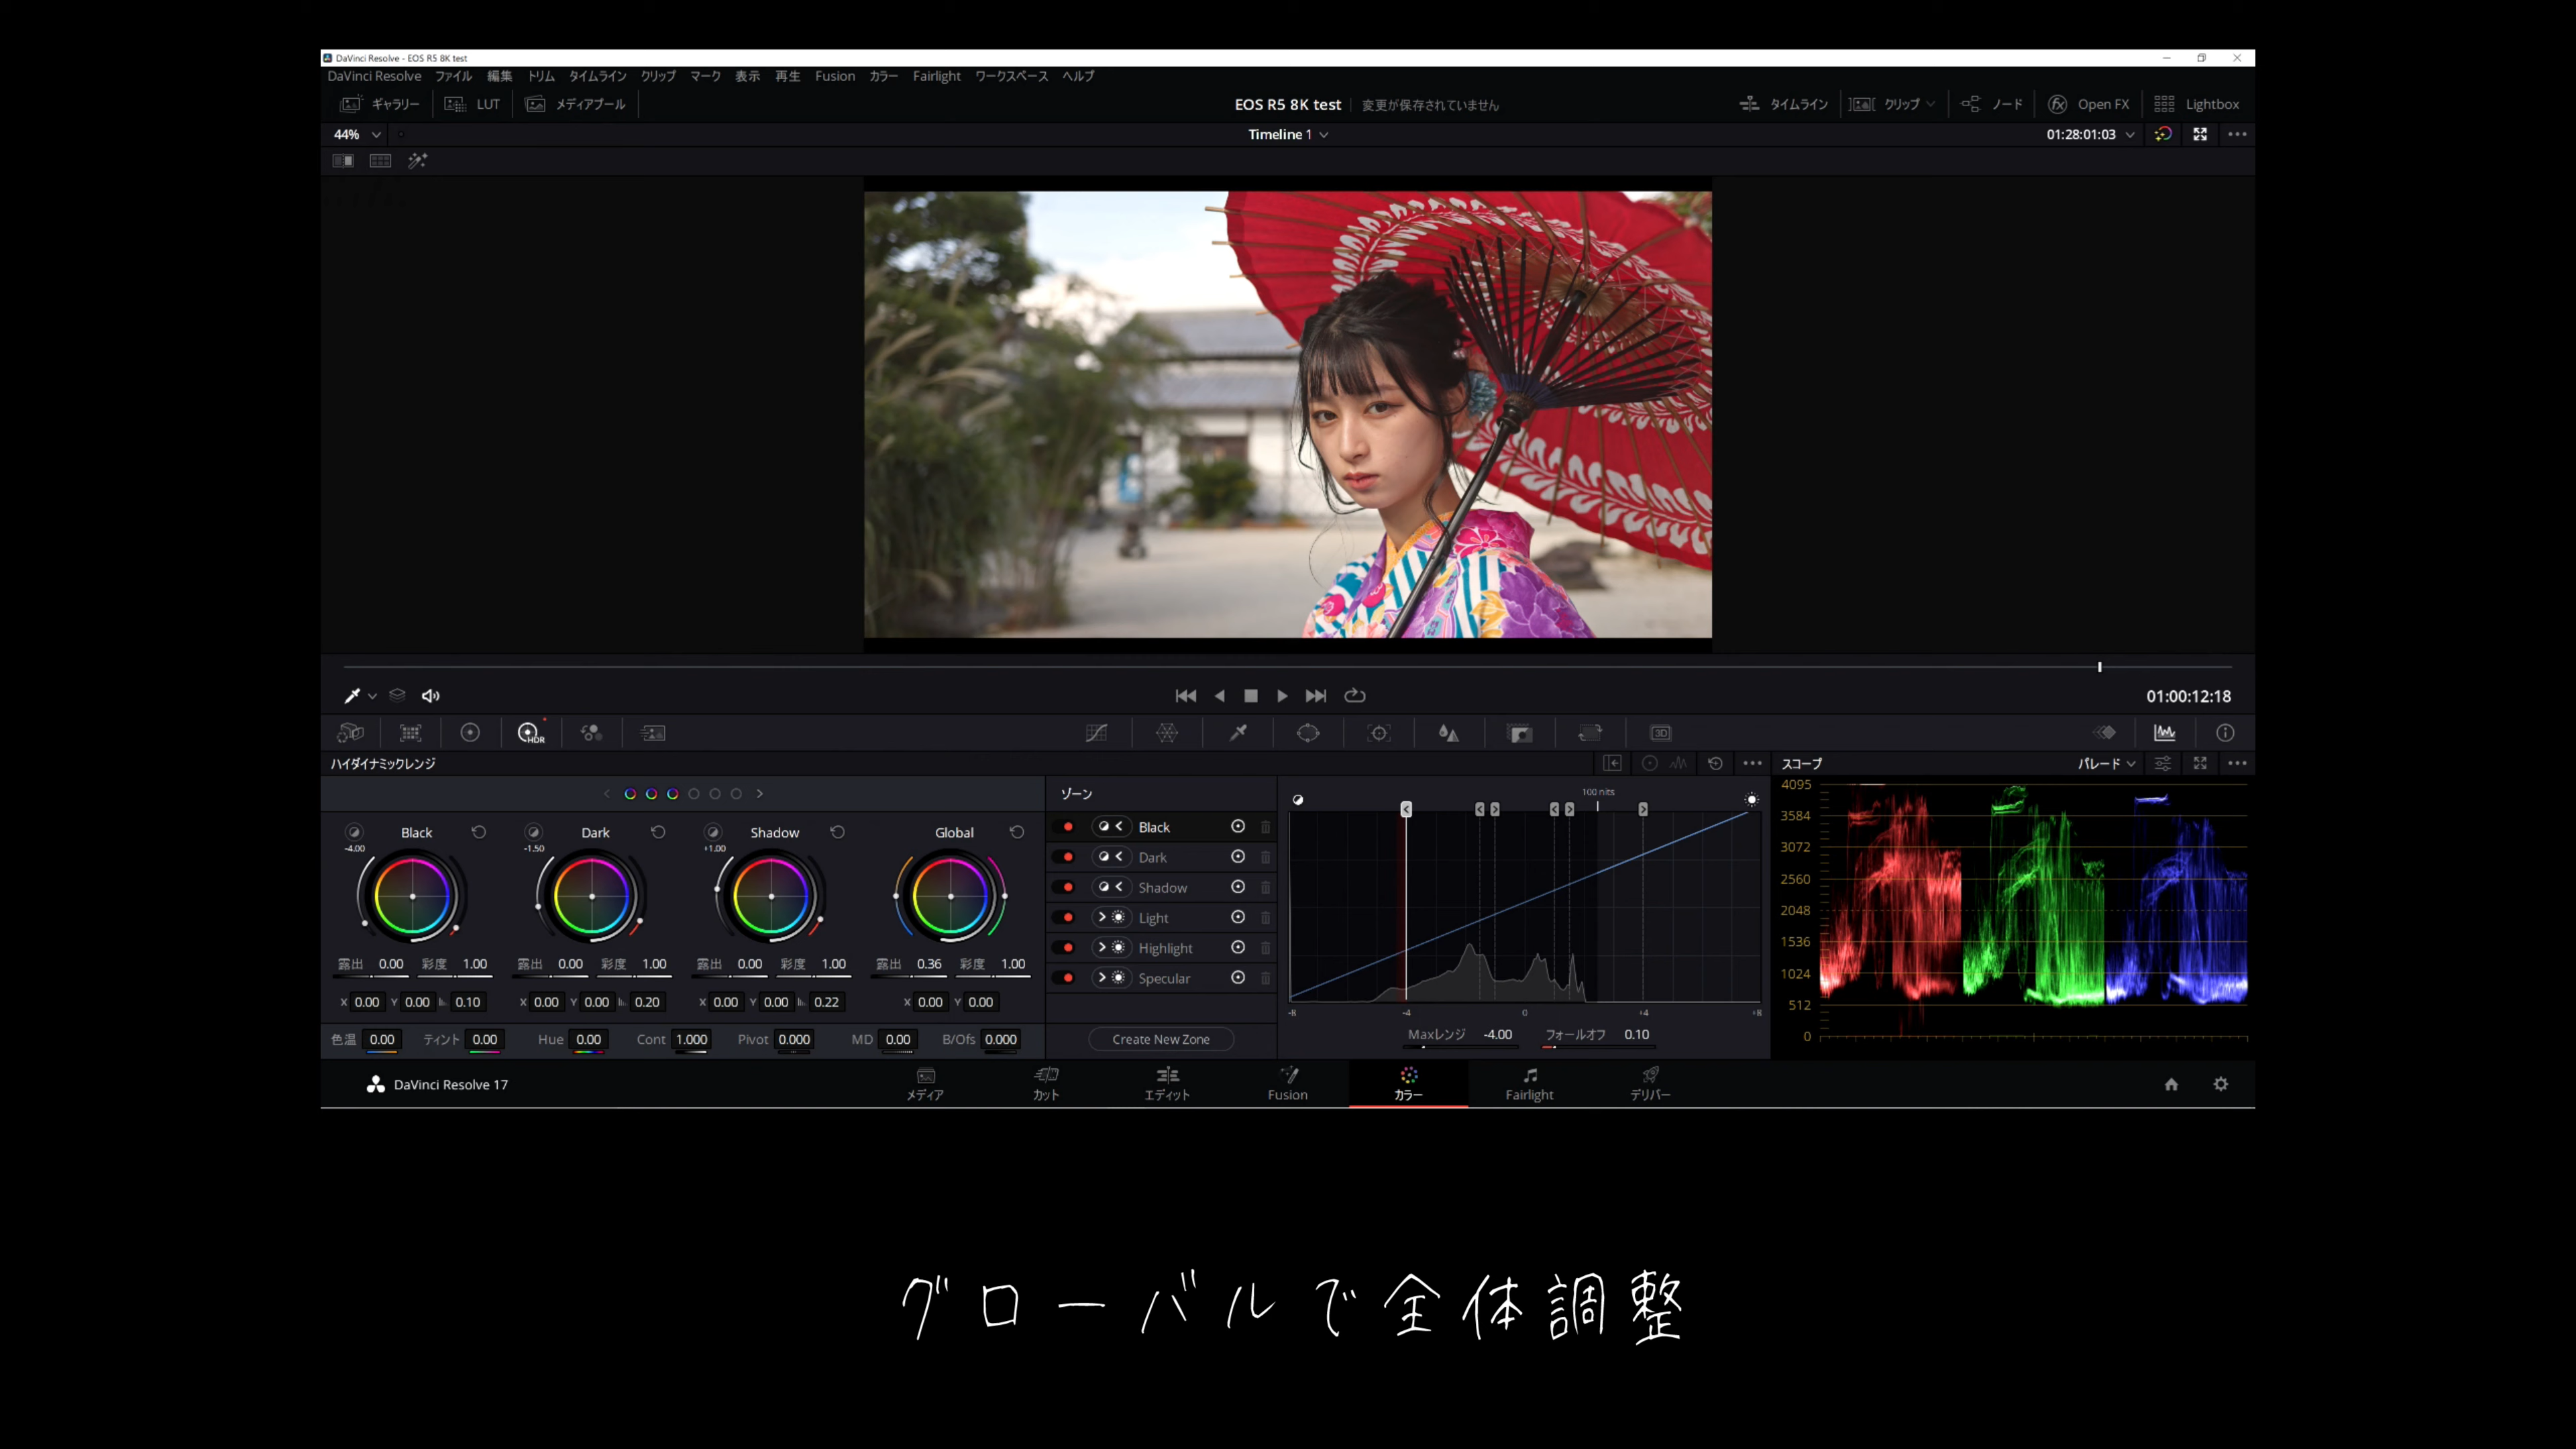 DaVinci Resolve - EOS R5 8K test
DaVinci Resolve ファイル 編集 トリム タイムライン クリップ マーク 表示 再生 Fusion カラー Fairlight ワークスペース ヘルプ
ギャラリー LUT メディアプール EOS R5 8K test 変更が保存されていません タイムライン クリップ ノード Open FX Lightbox
44% Timeline 1 01:28:01:03
01:00:12:18
HDR 3D
ハイダイナミックレンジ スコープ パレード
ゾーン
Black Dark Shadow Global
-4.00 -1.50 +1.00
露出 0.00 彩度 1.00 露出 0.00 彩度 1.00 露出 0.00 彩度 1.00 露出 0.36 彩度 1.00
X 0.00 Y 0.00 0.10 X 0.00 Y 0.00 0.20 X 0.00 Y 0.00 0.22 X 0.00 Y 0.00
色温 0.00 ティント 0.00 Hue 0.00 Cont 1.000 Pivot 0.000 MD 0.00 B/Ofs 0.000
Black
Dark
Shadow
Light
Highlight
Specular
Create New Zone
100 nits
-8 -4 0 +4 +8
Maxレンジ -4.00 フォールオフ 0.10
4095
3584
3072
2560
2048
1536
1024
512
0
DaVinci Resolve 17 メディア カット エディット Fusion カラー Fairlight デリバー
グローバルで全体調整